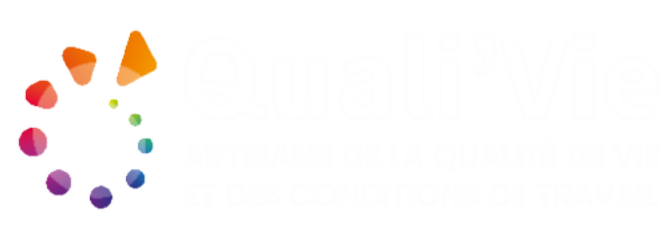 Quali'Vie
ARTISANS DE LA QUALITÉ DE VIE
ET DES CONDITIONS DE TRAVAIL